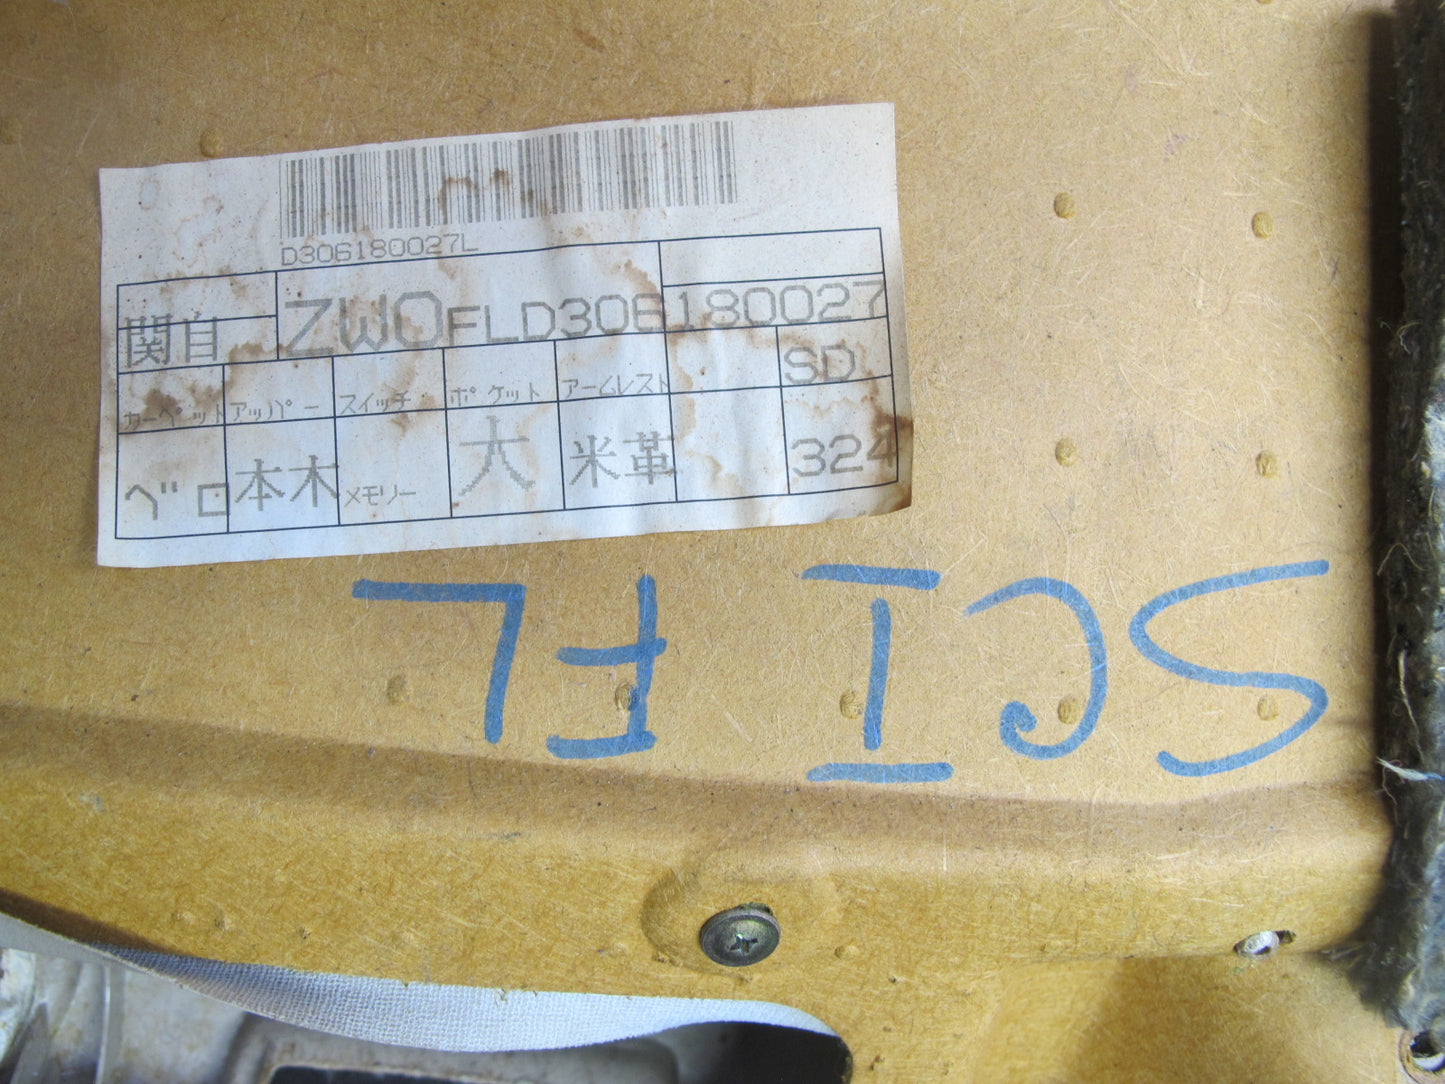 D306180027L
関自 ZW0FLD306180027
カーペット アッパー スイッチ ポケット アームレスト SD
ベロ 本木 メモリー 大 米革 324
SCI FL